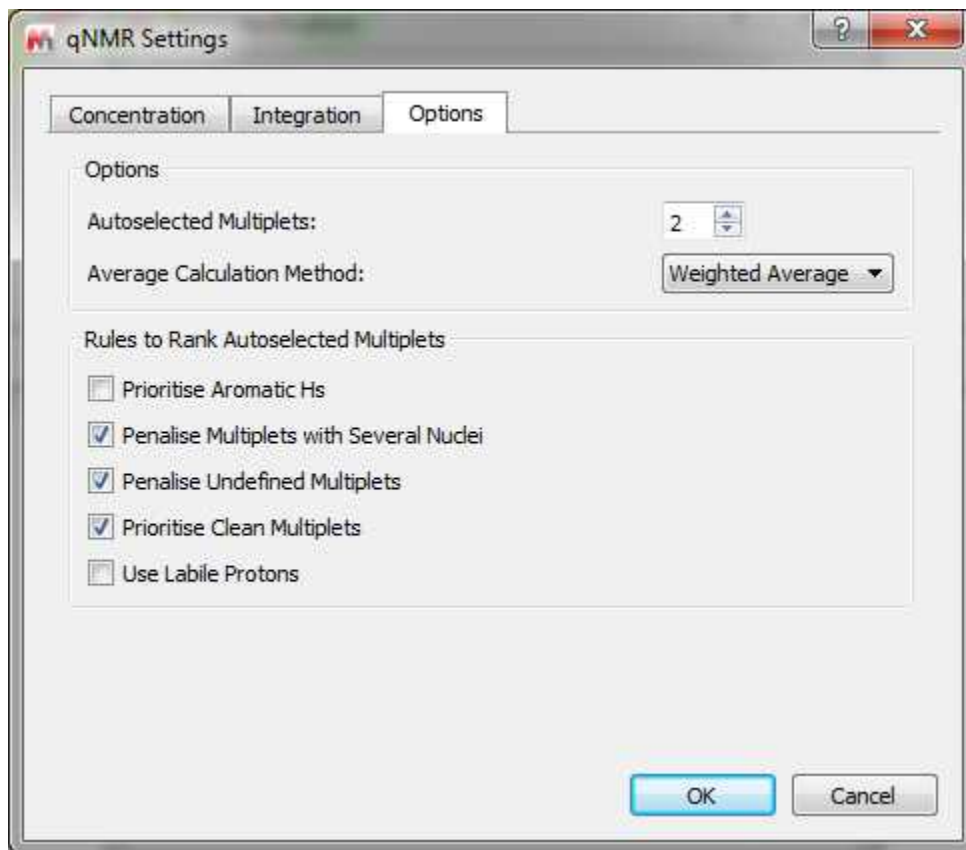 qNMR Settings
Concentration Integration Options
Options
Autoselected Multiplets: 2
Average Calculation Method: Weighted Average
Rules to Rank Autoselected Multiplets
Prioritise Aromatic Hs
Penalise Multiplets with Several Nuclei
Penalise Undefined Multiplets
Prioritise Clean Multiplets
Use Labile Protons
OK Cancel